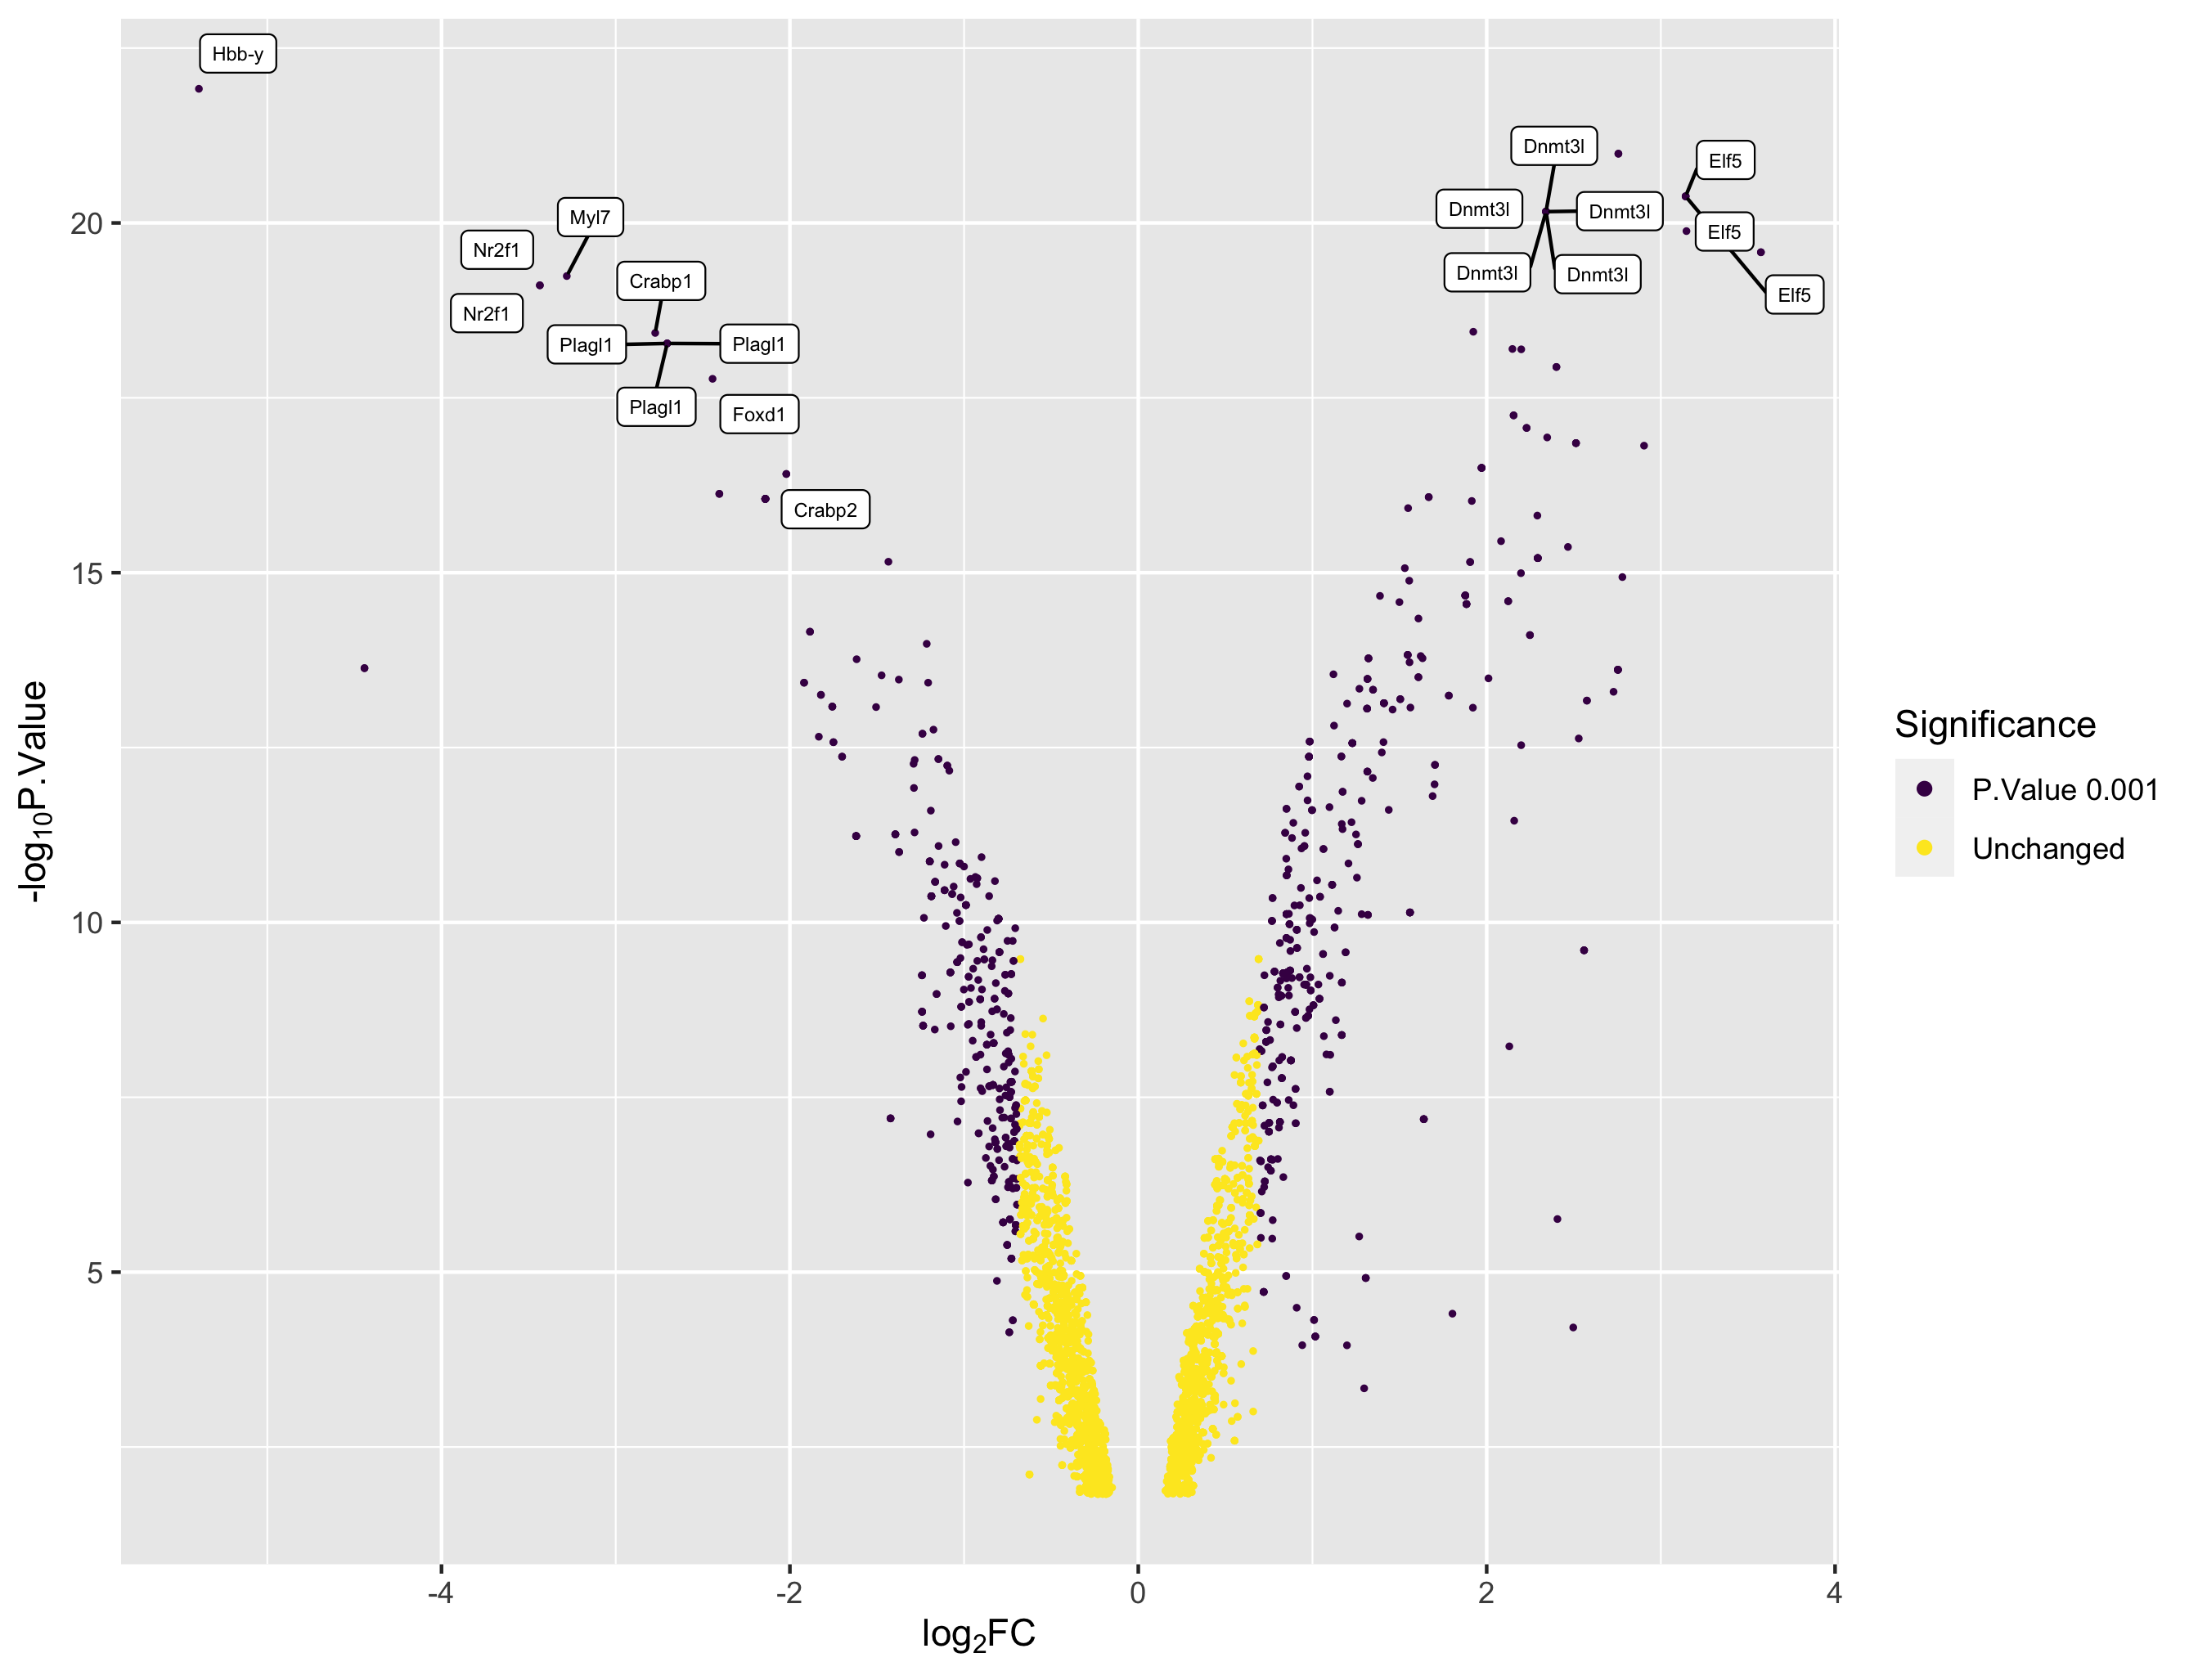 Hbb-y
Dnmt3l
Elf5
Myl7
Dnmt3l
Dnmt3l
Elf5
Nr2f1
Crabp1
Dnmt3l
Dnmt3l
Elf5
Nr2f1
Plagl1
Plagl1
Plagl1
Foxd1
Crabp2
20
15
10
5
-log10P.Value
-4
-2
0
2
4
log2FC
Significance
P.Value 0.001
Unchanged